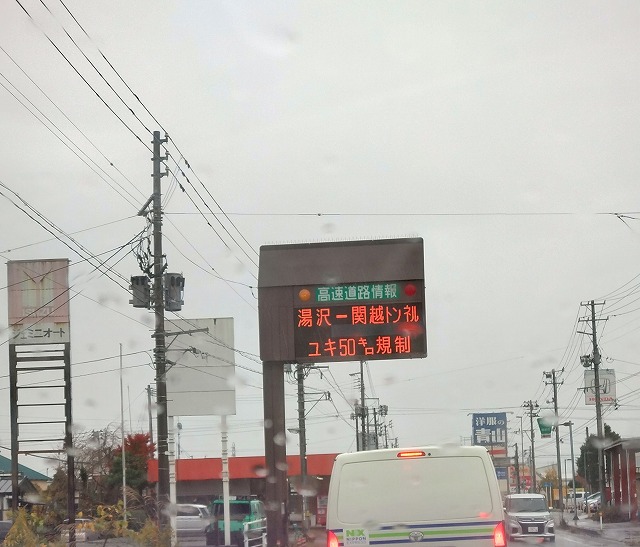 高速道路情報
湯沢ー関越トンネル
ユキ50キロ規制
ミニオート
洋服の
青山
NIPPON